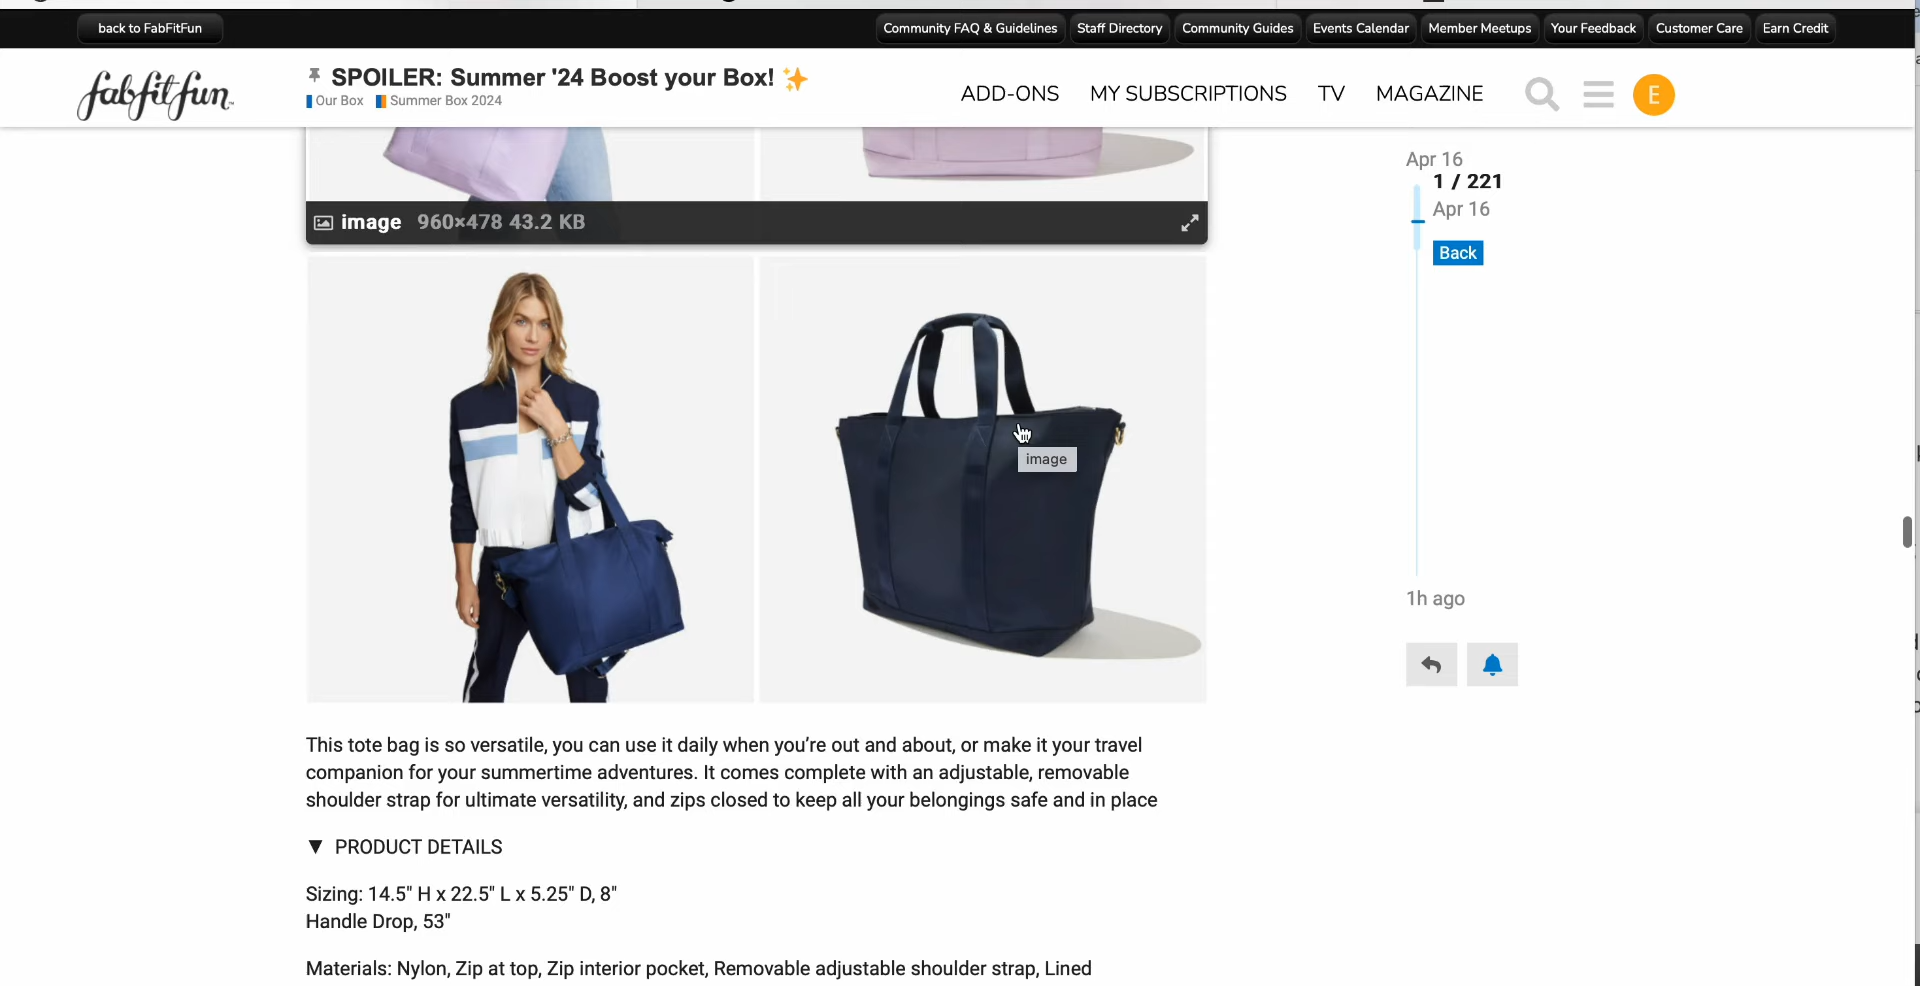 back to FabFitFun
Community FAQ & Guidelines
Staff Directory
Community Guides
Events Calendar
Member Meetups
Your Feedback
Customer Care
Earn Credit
fabfitfun
SPOILER: Summer '24 Boost your Box! ✨
Our Box
Summer Box 2024
ADD-ONS
MY SUBSCRIPTIONS
TV
MAGAZINE
E
image 960×478 43.2 KB
Apr 16
1 / 221
Apr 16
Back
1h ago
image
This tote bag is so versatile, you can use it daily when you're out and about, or make it your travel
companion for your summertime adventures. It comes complete with an adjustable, removable
shoulder strap for ultimate versatility, and zips closed to keep all your belongings safe and in place
▼ PRODUCT DETAILS
Sizing: 14.5" H x 22.5" L x 5.25" D, 8"
Handle Drop, 53"
Materials: Nylon, Zip at top, Zip interior pocket, Removable adjustable shoulder strap, Lined